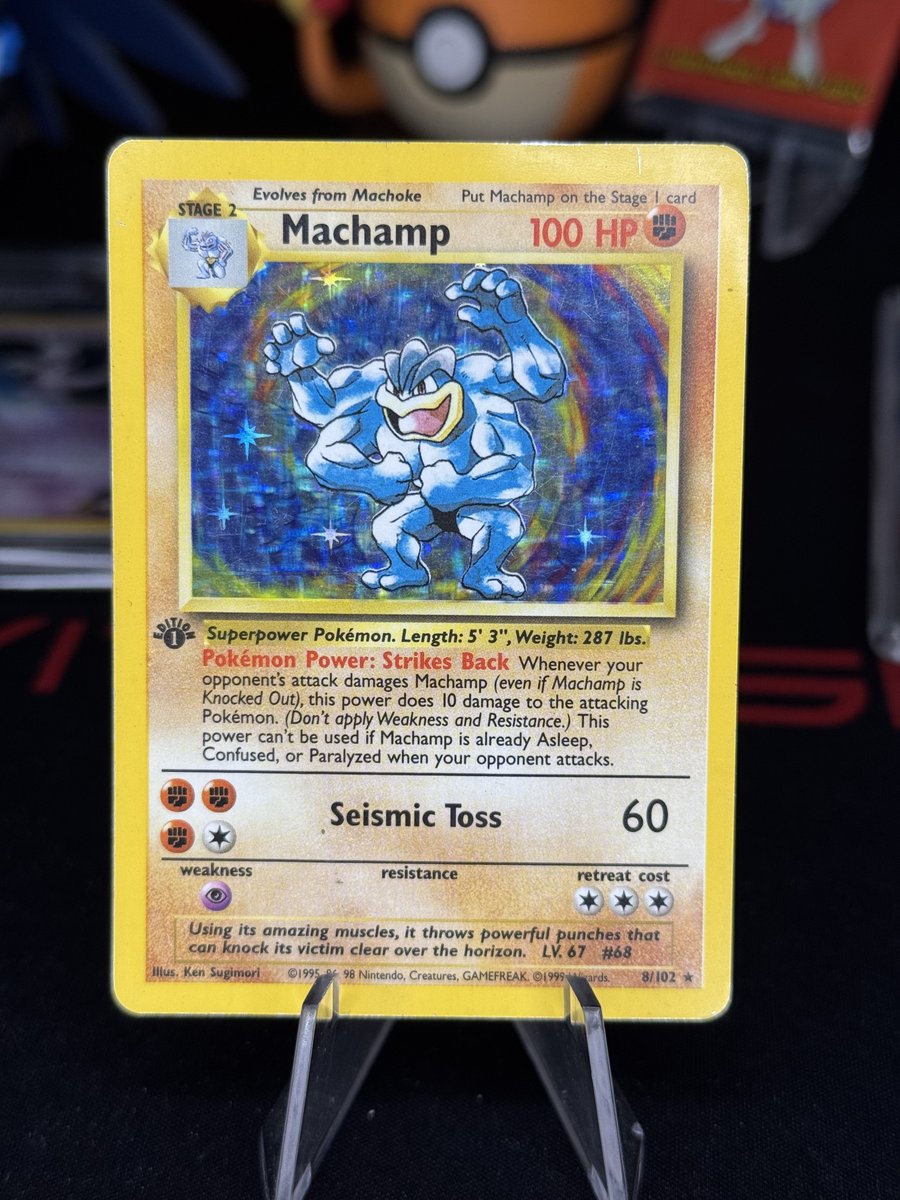 Evolves from Machoke Put Machamp on the Stage 1 card
STAGE 2
Machamp 100 HP
EDITION 1
Superpower Pokémon. Length: 5' 3", Weight: 287 lbs.
Pokémon Power: Strikes Back Whenever your
opponent's attack damages Machamp (even if Machamp is
Knocked Out), this power does 10 damage to the attacking
Pokémon. (Don't apply Weakness and Resistance.) This
power can't be used if Machamp is already Asleep,
Confused, or Paralyzed when your opponent attacks.
Seismic Toss 60
weakness resistance retreat cost
Using its amazing muscles, it throws powerful punches that
can knock its victim clear over the horizon. LV. 67 #68
Illus. Ken Sugimori ©1995, 96, 98 Nintendo, Creatures, GAMEFREAK. ©1999 Wizards. 8/102